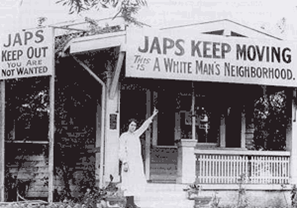 JAPS
KEEP OUT
YOU ARE
NOT WANTED
JAPS KEEP MOVING
THIS IS A WHITE MAN'S NEIGHBORHOOD.